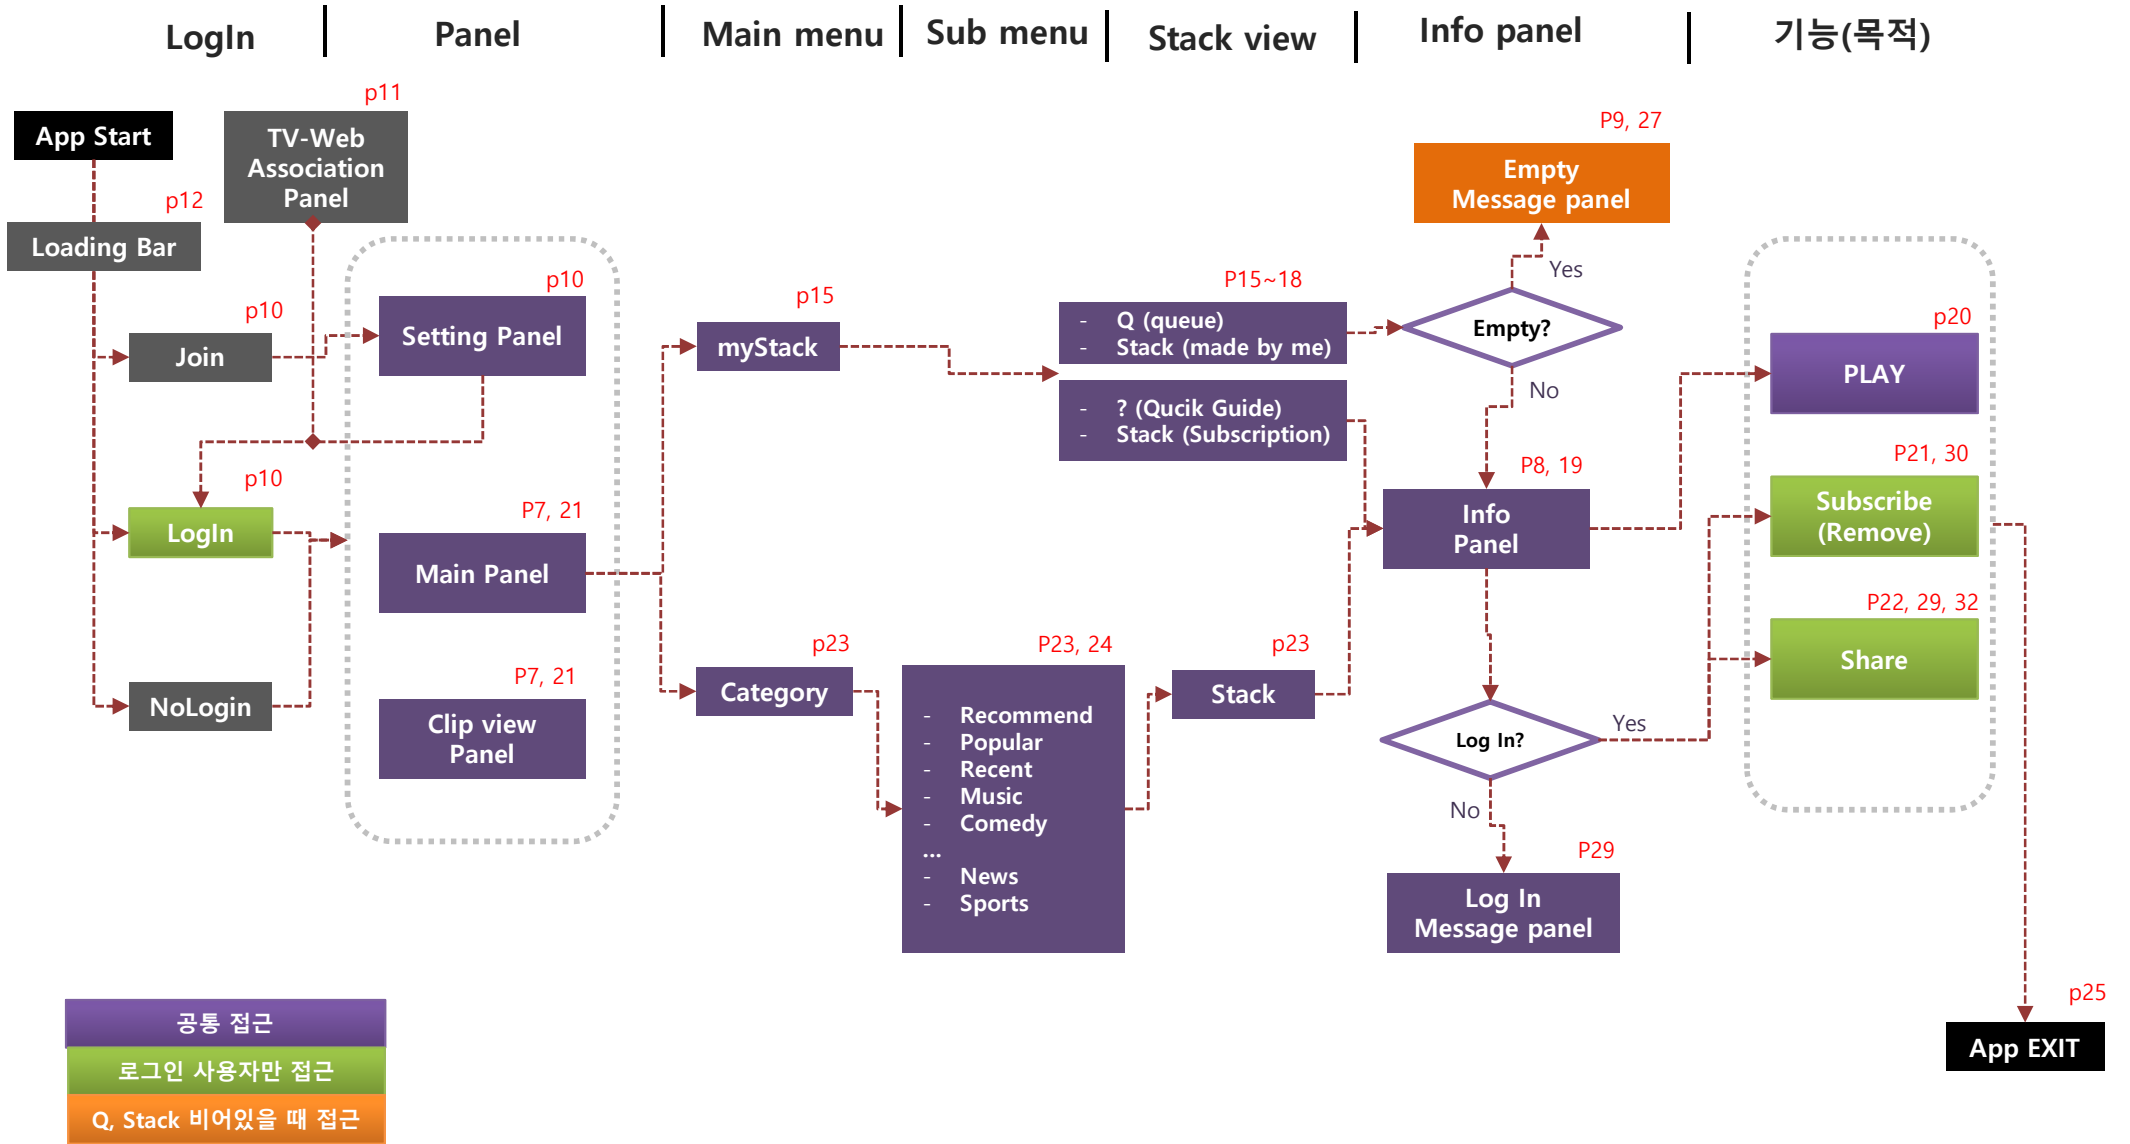 LogIn
Panel
Main menu
Sub menu
Stack view
Info panel
기능(목적)
App Start
p11
TV-Web
Association
Panel
p12
Loading Bar
p10
Join
p10
LogIn
NoLogin
p10
Setting Panel
P7, 21
Main Panel
P7, 21
Clip view
Panel
p15
myStack
p23
Category
P23, 24
- Recommend
- Popular
- Recent
- Music
- Comedy
...
- News
- Sports
P15~18
- Q (queue)
- Stack (made by me)
- ? (Qucik Guide)
- Stack (Subscription)
p23
Stack
P9, 27
Empty
Message panel
Yes
Empty?
No
P8, 19
Info
Panel
Log In?
Yes
No
P29
Log In
Message panel
p20
PLAY
P21, 30
Subscribe
(Remove)
P22, 29, 32
Share
p25
App EXIT
공통 접근
로그인 사용자만 접근
Q, Stack 비어있을 때 접근